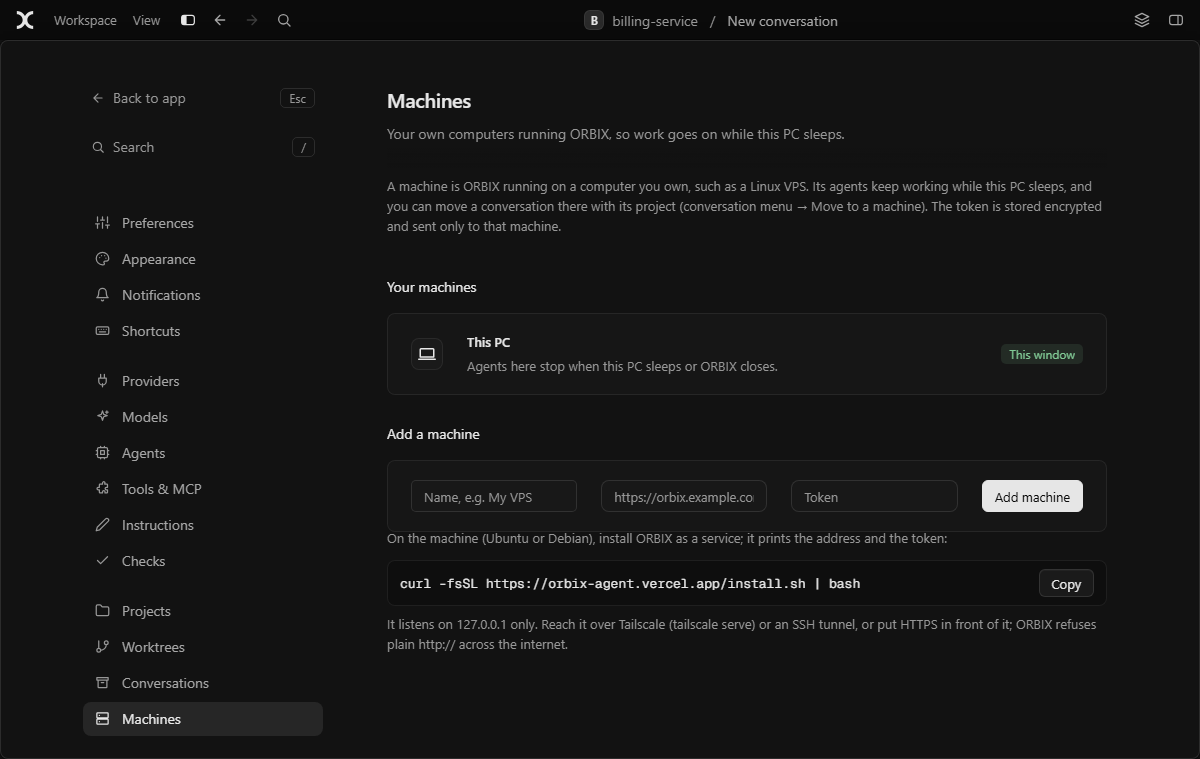 Workspace View
B billing-service / New conversation
Back to app Esc
Search /
Preferences
Appearance
Notifications
Shortcuts
Providers
Models
Agents
Tools & MCP
Instructions
Checks
Projects
Worktrees
Conversations
Machines
Machines
Your own computers running ORBIX, so work goes on while this PC sleeps.
A machine is ORBIX running on a computer you own, such as a Linux VPS. Its agents keep working while this PC sleeps, and
you can move a conversation there with its project (conversation menu → Move to a machine). The token is stored encrypted
and sent only to that machine.
Your machines
This PC
Agents here stop when this PC sleeps or ORBIX closes.
This window
Add a machine
Name, e.g. My VPS https://orbix.example.co Token Add machine
On the machine (Ubuntu or Debian), install ORBIX as a service; it prints the address and the token:
curl -fsSL https://orbix-agent.vercel.app/install.sh | bash Copy
It listens on 127.0.0.1 only. Reach it over Tailscale (tailscale serve) or an SSH tunnel, or put HTTPS in front of it; ORBIX refuses
plain http:// across the internet.